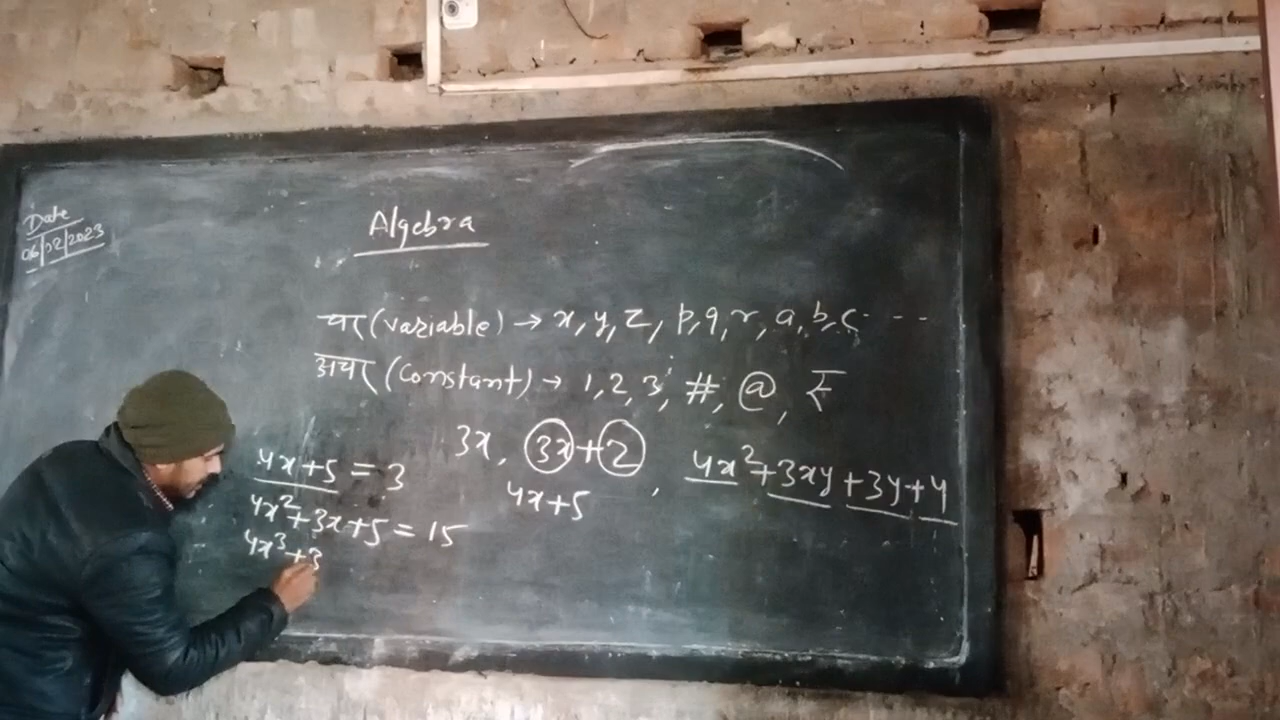 Date
06/12/2023
Algebra
चर (variable) → x, y, z, p, q, r, a, b, c - - -
अचर (Constant) → 1, 2, 3, #, @, ₹
3x, 3x+2, 4x²+3xy+3y+4
4x+5
4x+5 = 3
4x²+3x+5 = 15
4x³+3